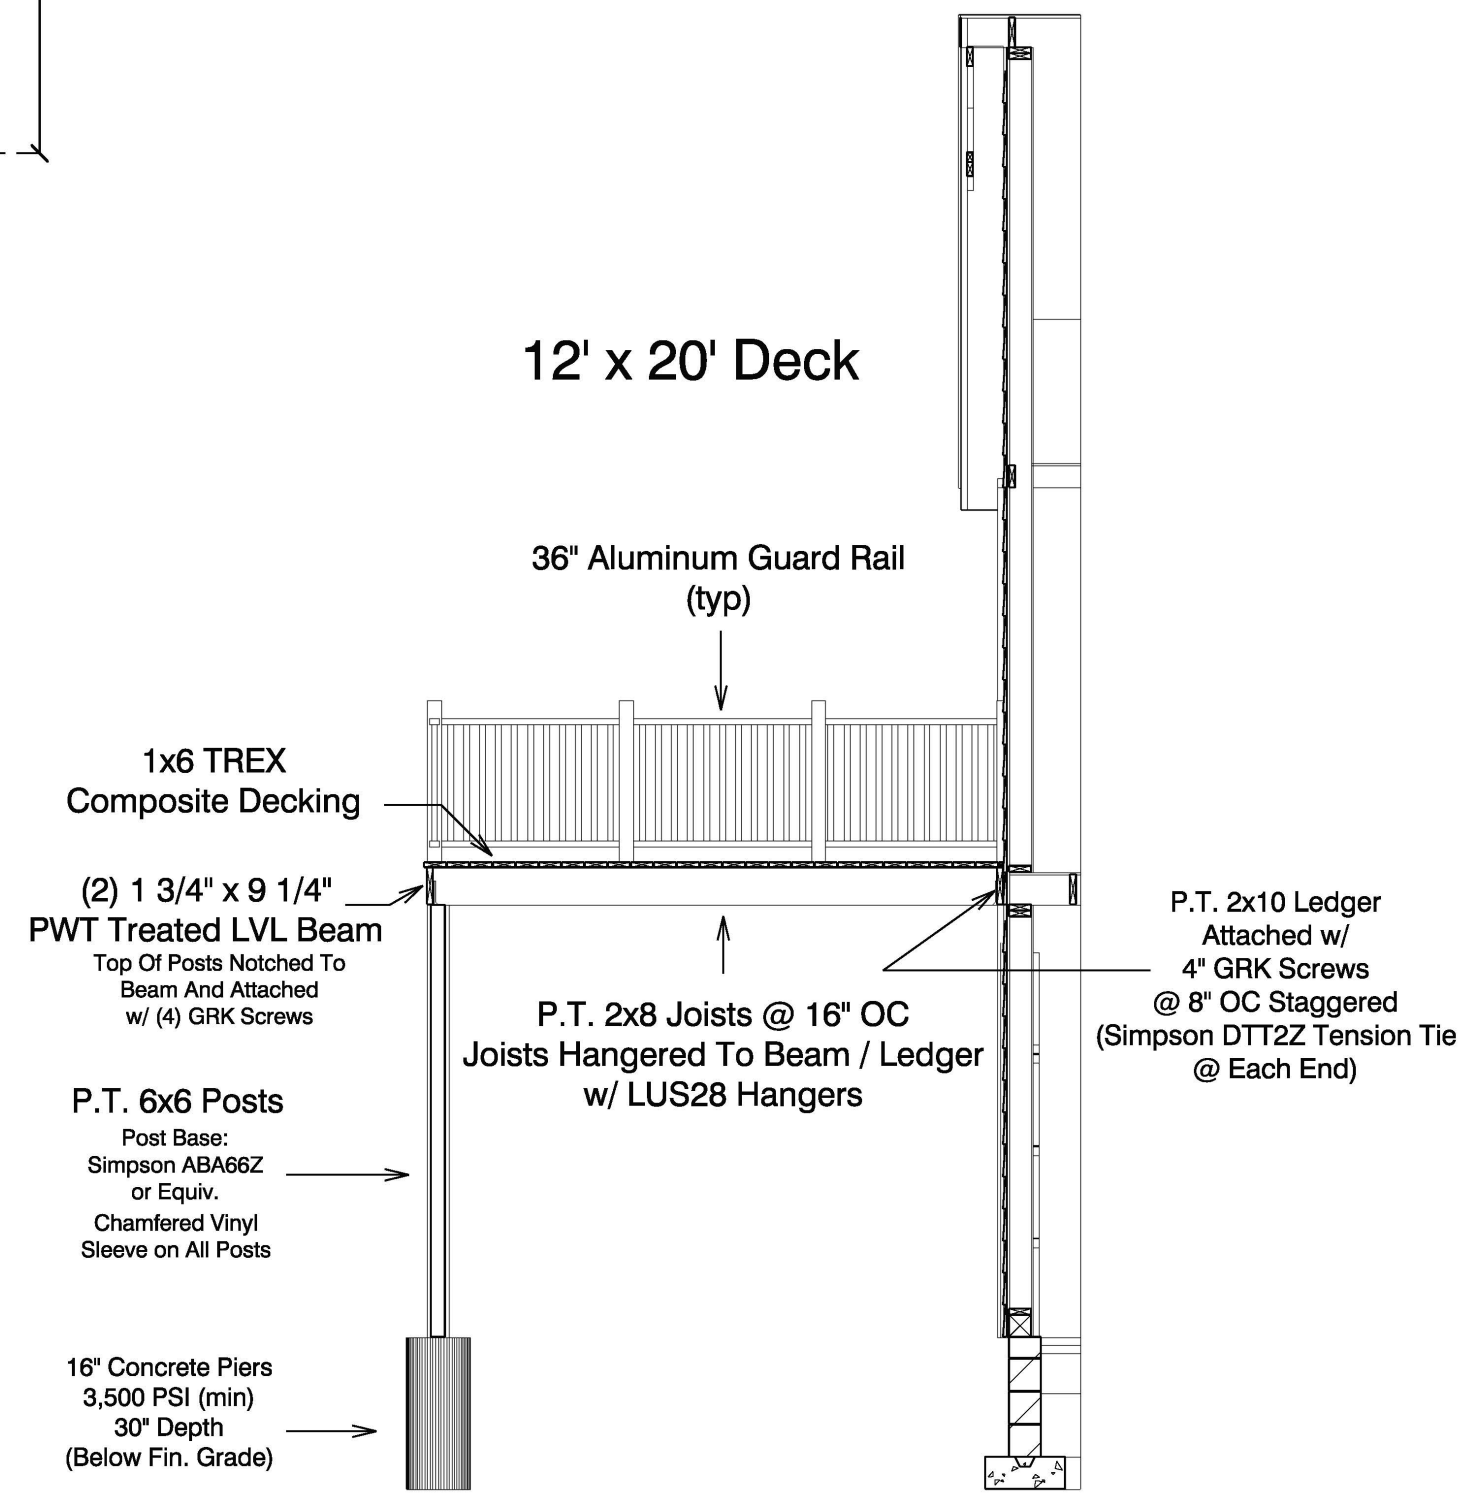 12' x 20' Deck
36" Aluminum Guard Rail
(typ)
1x6 TREX
Composite Decking
(2) 1 3/4" x 9 1/4"
PWT Treated LVL Beam
Top Of Posts Notched To
Beam And Attached
w/ (4) GRK Screws
P.T. 2x10 Ledger
Attached w/
4" GRK Screws
@ 8" OC Staggered
(Simpson DTT2Z Tension Tie
@ Each End)
P.T. 2x8 Joists @ 16" OC
Joists Hangered To Beam / Ledger
w/ LUS28 Hangers
P.T. 6x6 Posts
Post Base:
Simpson ABA66Z
or Equiv.
Chamfered Vinyl
Sleeve on All Posts
16" Concrete Piers
3,500 PSI (min)
30" Depth
(Below Fin. Grade)